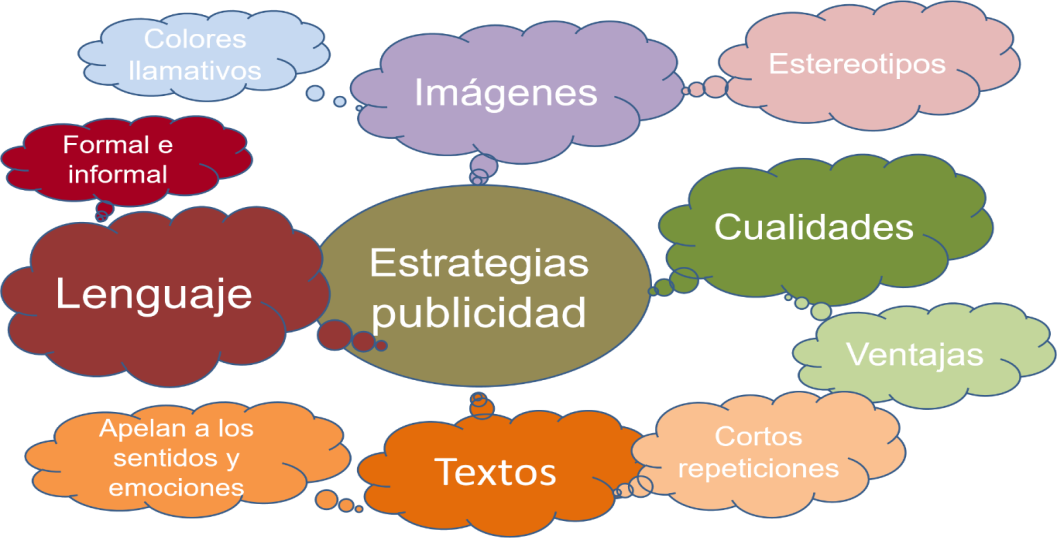 Colores
llamativos
Imágenes
Estereotipos
Formal e
informal
Cualidades
Lenguaje
Estrategias
publicidad
Ventajas
Apelan a los
sentidos y
emociones
Textos
Cortos
repeticiones